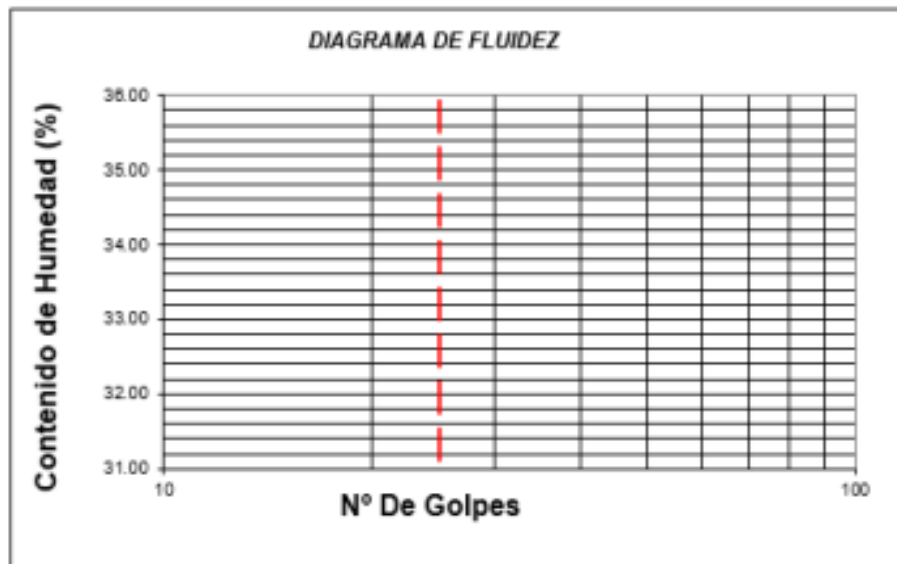 DIAGRAMA DE FLUIDEZ
Contenido de Humedad (%)
36.00
35.00
34.00
33.00
32.00
31.00
10
100
Nº De Golpes